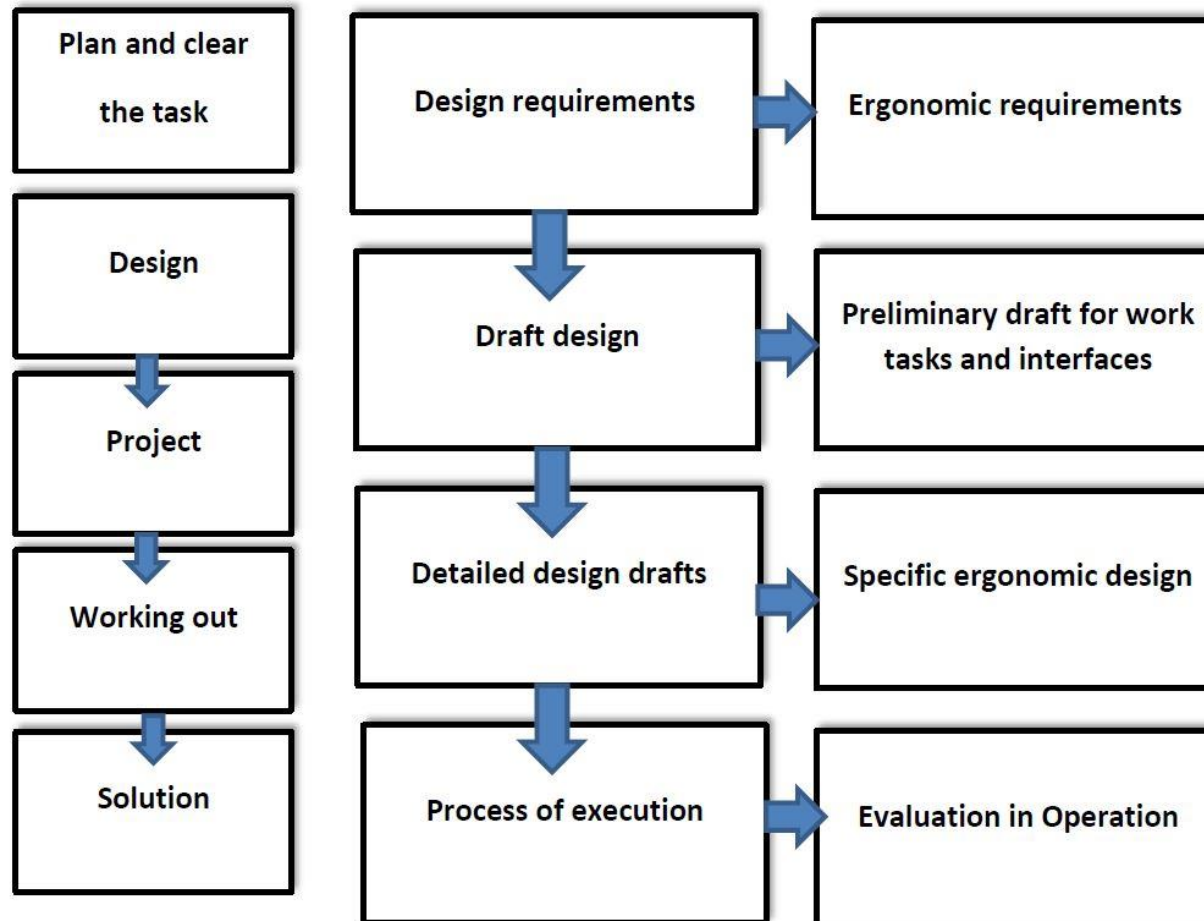 Plan and clear
the task
Design
Project
Working out
Solution
Design requirements
Draft design
Detailed design drafts
Process of execution
Ergonomic requirements
Preliminary draft for work
tasks and interfaces
Specific ergonomic design
Evaluation in Operation